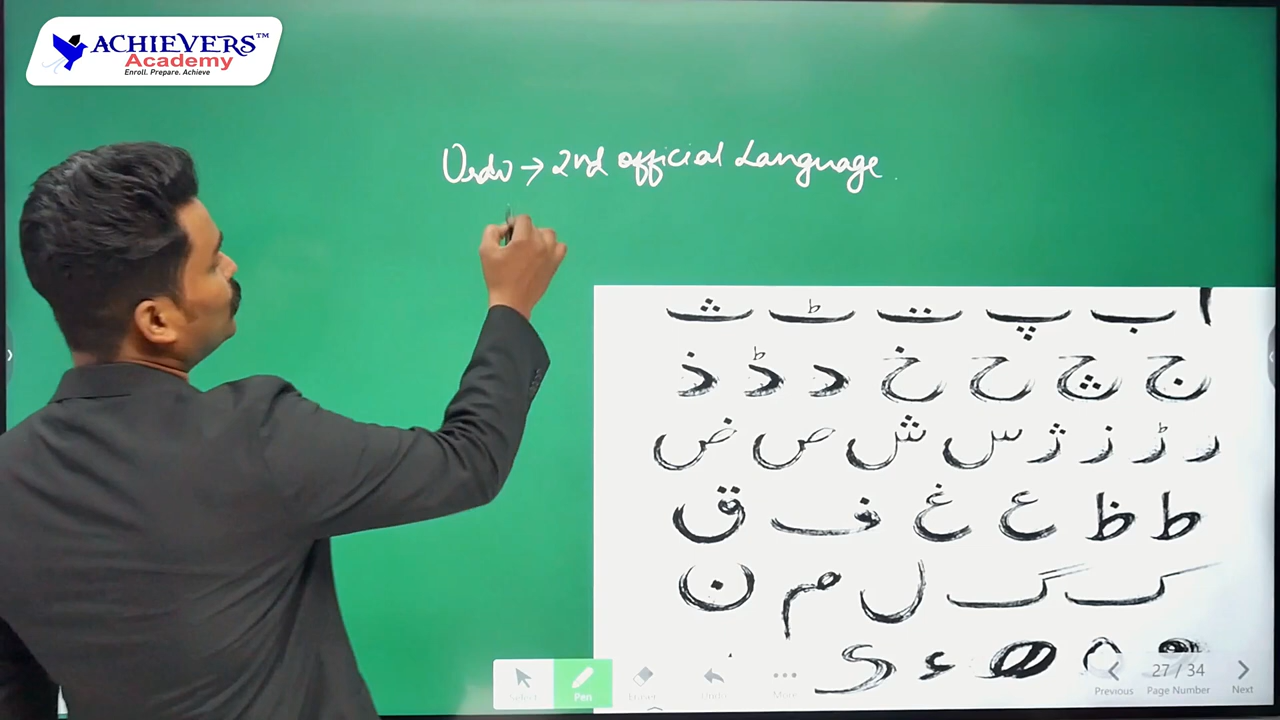 ACHIEVERS™
Academy
Enroll. Prepare. Achieve
Urdu → 2nd official Language.
ا ب پ ت ٹ ث
ج چ ح خ د ڈ ذ
ر ڑ ز ژ س ش ص ض
ط ظ ع غ ف ق
ک گ ل م ن
و ہ ھ ء ی
Select
Pen
Eraser
Undo
More
Previous
27 / 34
Page Number
Next